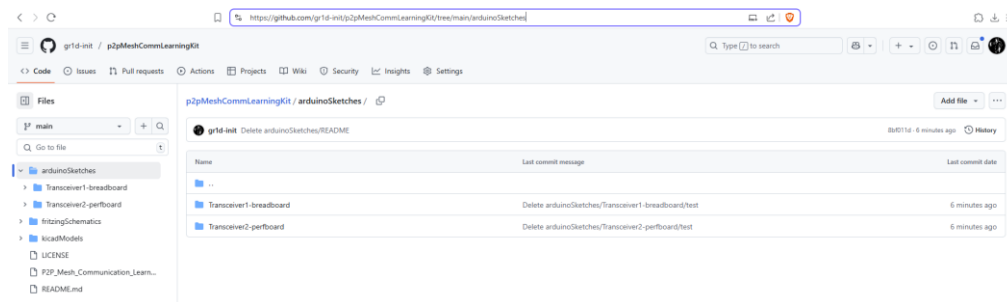 https://github.com/gr1d-init/p2pMeshCommLearningKit/tree/main/arduinoSketches
gr1d-init / p2pMeshCommLearningKit
Type / to search
Code Issues Pull requests Actions Projects Wiki Security Insights Settings
Files
p2pMeshCommLearningKit / arduinoSketches /
Add file
main
gr1d-init Delete arduinoSketches/README
8bf011d · 6 minutes ago History
Go to file t
Name Last commit message Last commit date
arduinoSketches
..
Transceiver1-breadboard
Transceiver1-breadboard Delete arduinoSketches/Transceiver1-breadboard/test 6 minutes ago
Transceiver2-perfboard
Transceiver2-perfboard Delete arduinoSketches/Transceiver2-perfboard/test 6 minutes ago
fritzingSchematics
kicadModels
LICENSE
P2P_Mesh_Communication_Learn...
README.md